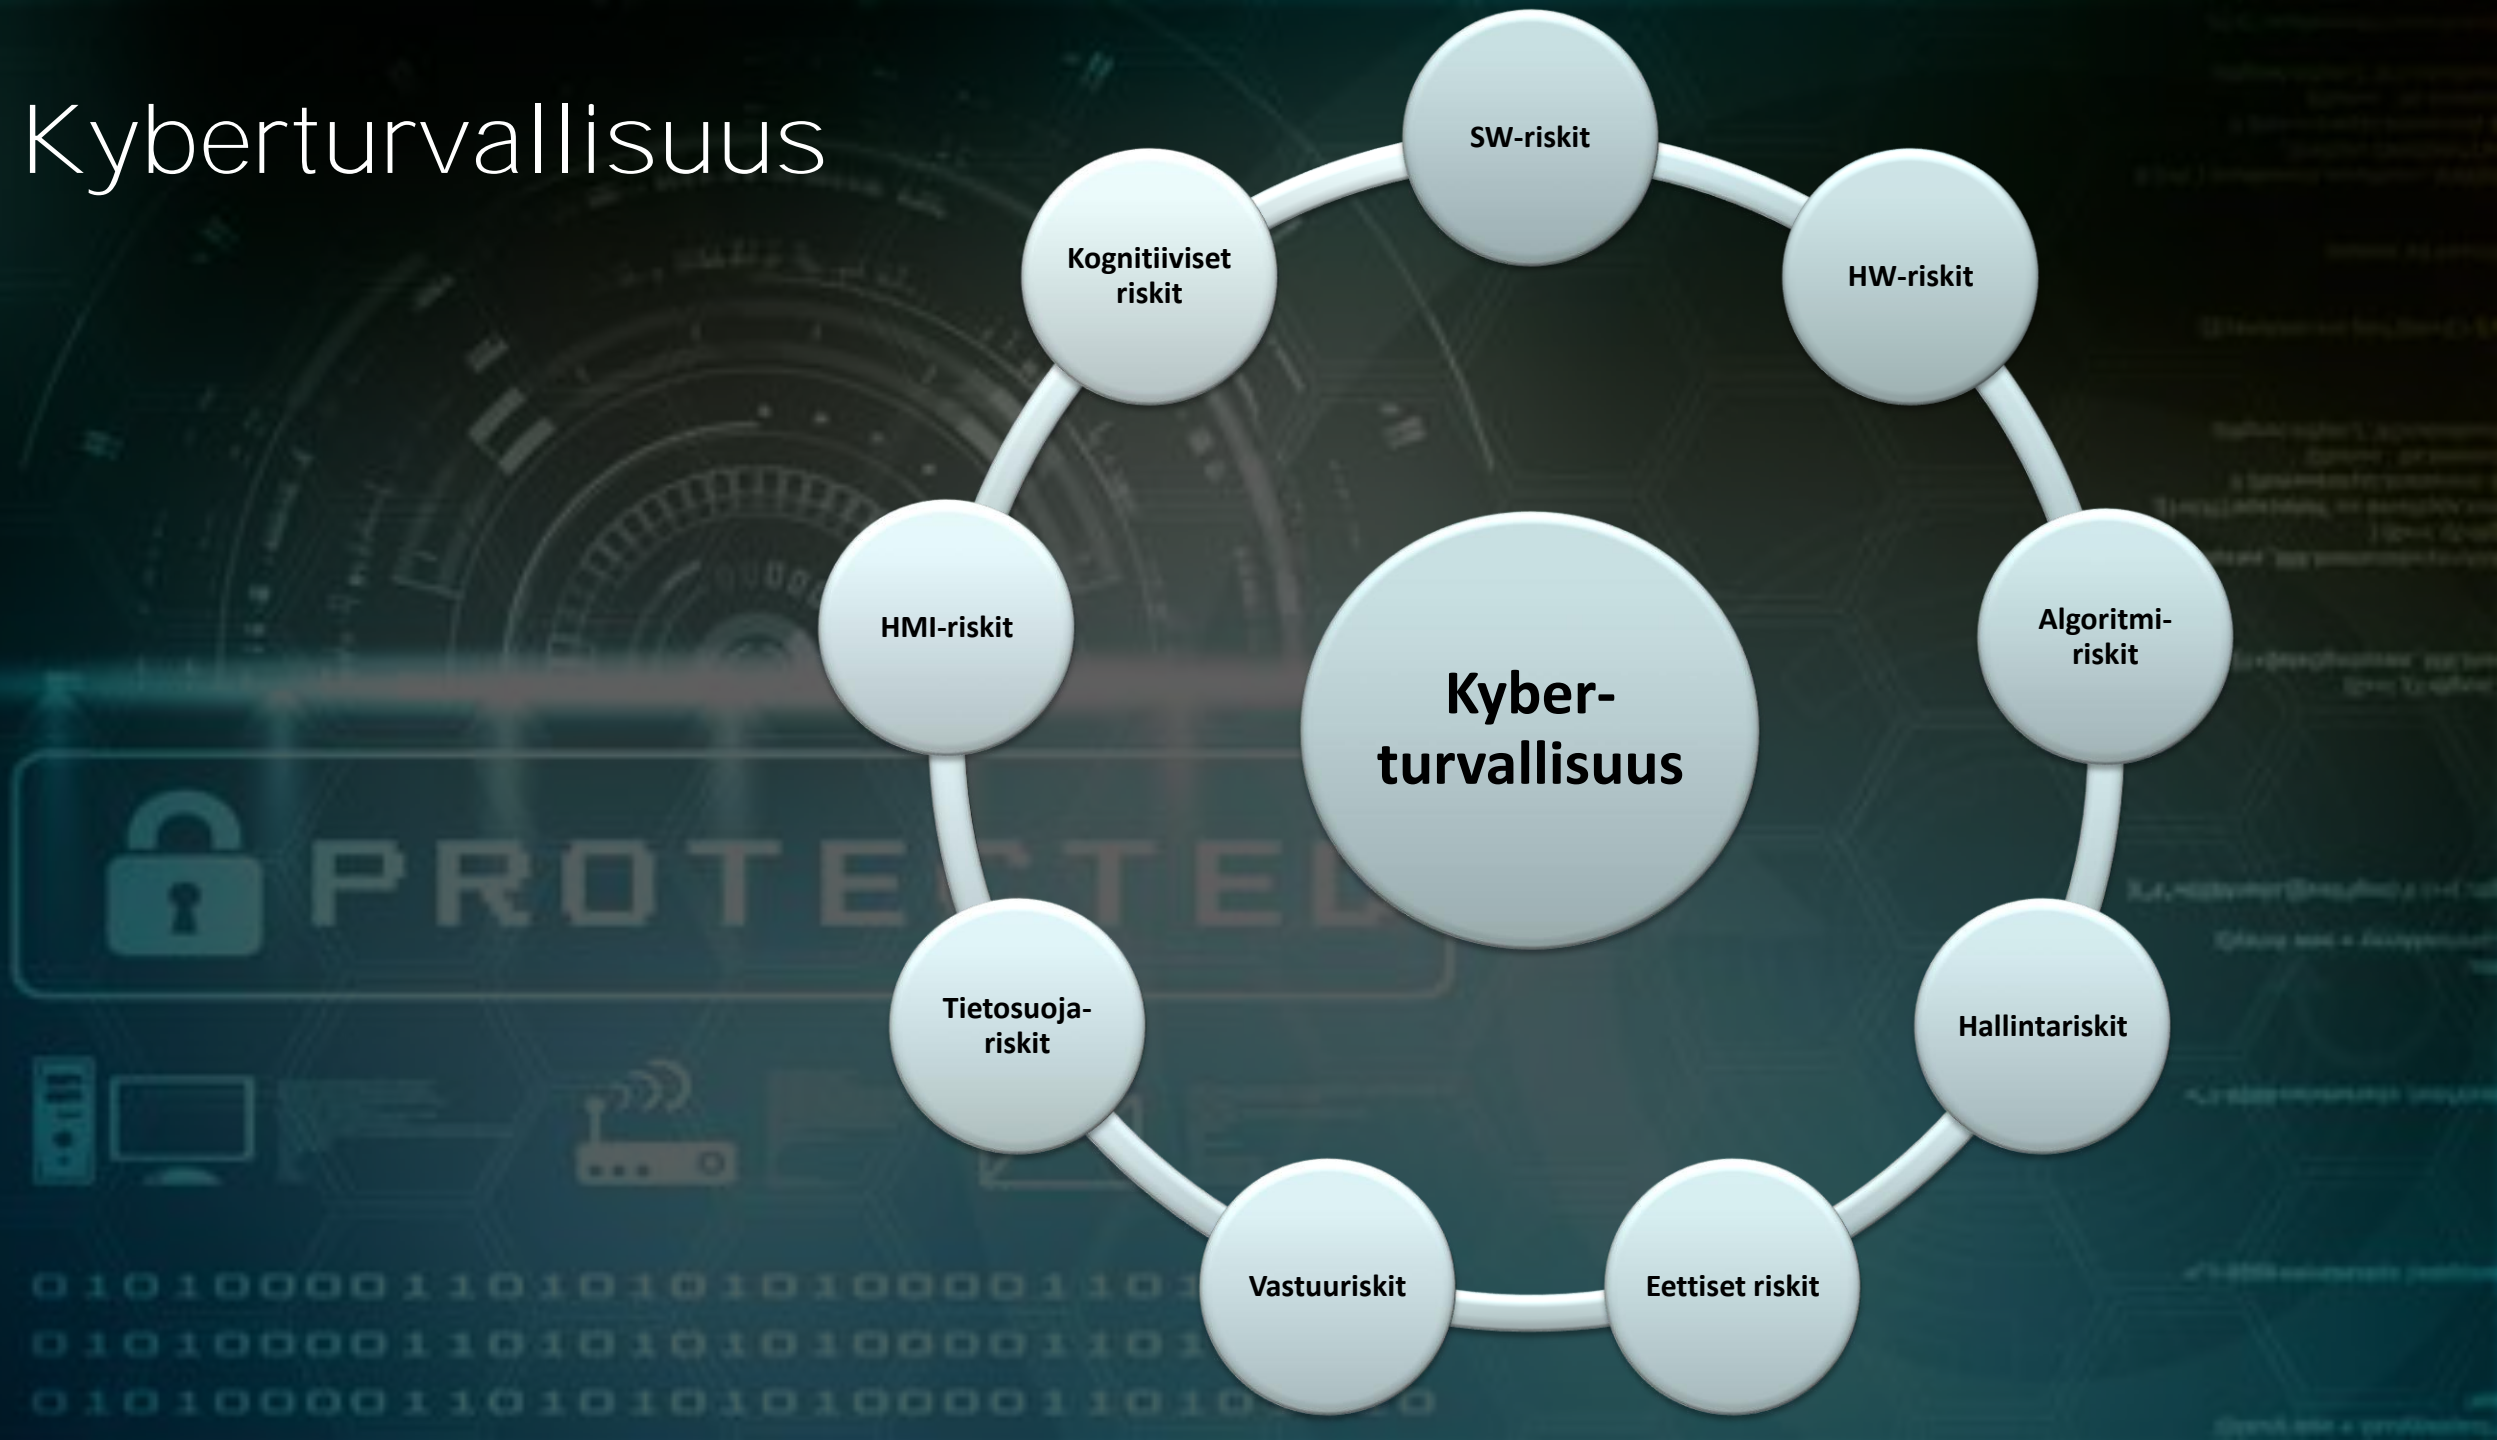 Kyberturvallisuus
SW-riskit
HW-riskit
Algoritmi-
riskit
Hallintariskit
Eettiset riskit
Vastuuriskit
Tietosuoja-
riskit
HMI-riskit
Kognitiiviset
riskit
Kyber-
turvallisuus
PROTECTED